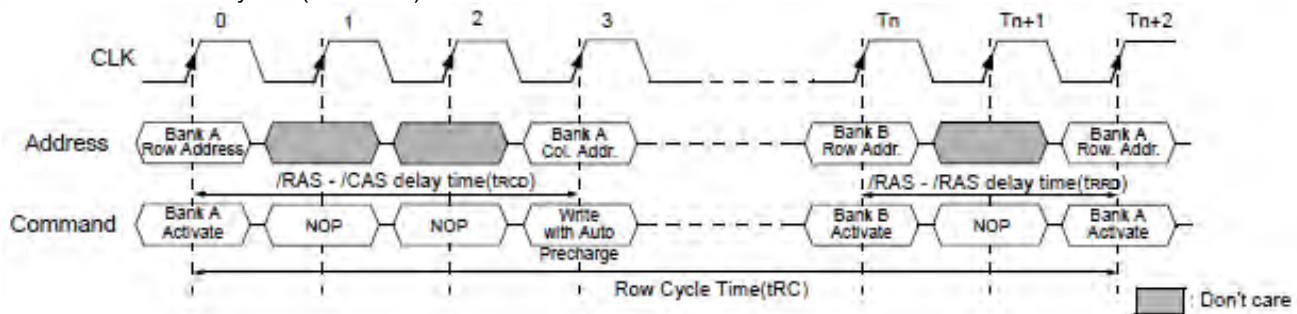 0 1 2 3 Tn Tn+1 Tn+2
CLK
Address
Bank A
Row Address
Bank A
Col. Addr.
Bank B
Row Addr.
Bank A
Row. Addr.
/RAS - /CAS delay time(tRCD)
/RAS - /RAS delay time(tRRD)
Command
Bank A
Activate
NOP
NOP
Write
with Auto
Precharge
Bank B
Activate
NOP
Bank A
Activate
Row Cycle Time(tRC)
: Don't care